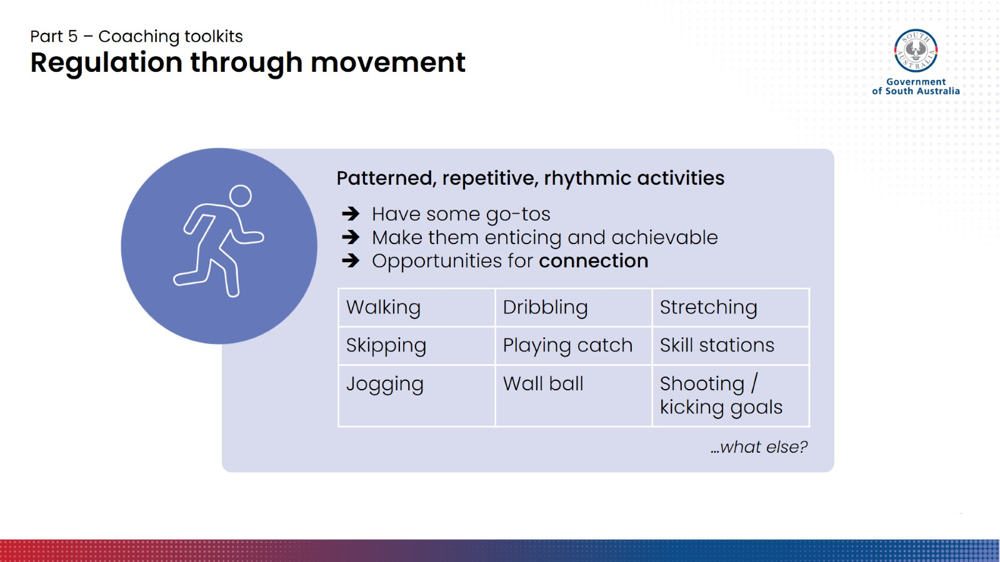 Part 5 – Coaching toolkits
Regulation through movement
SOUTH AUSTRALIA
Government
of South Australia
Patterned, repetitive, rhythmic activities
➔ Have some go-tos
➔ Make them enticing and achievable
➔ Opportunities for connection
Walking Dribbling Stretching
Skipping Playing catch Skill stations
Jogging Wall ball Shooting /
kicking goals
...what else?